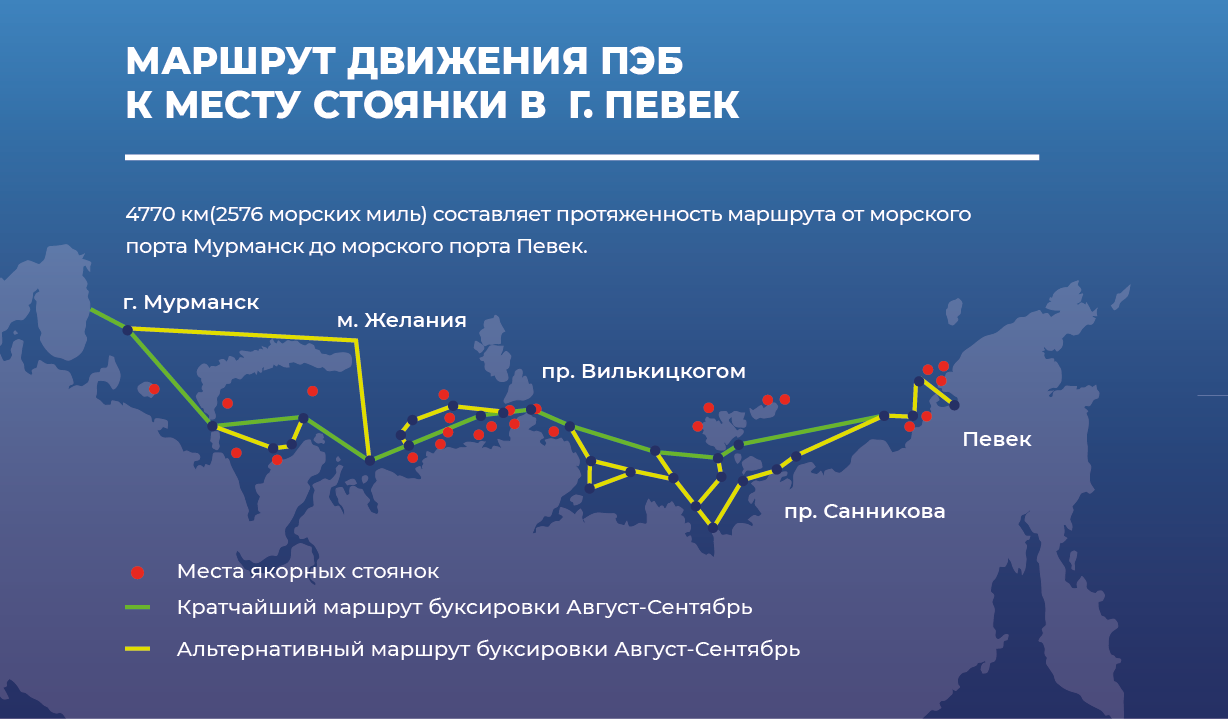 МАРШРУТ ДВИЖЕНИЯ ПЭБ
К МЕСТУ СТОЯНКИ В Г. ПЕВЕК
4770 км(2576 морских миль) составляет протяженность маршрута от морского
порта Мурманск до морского порта Певек.
г. Мурманск
м. Желания
пр. Вилькицкогом
Певек
пр. Санникова
Места якорных стоянок
Кратчайший маршрут буксировки Август-Сентябрь
Альтернативный маршрут буксировки Август-Сентябрь